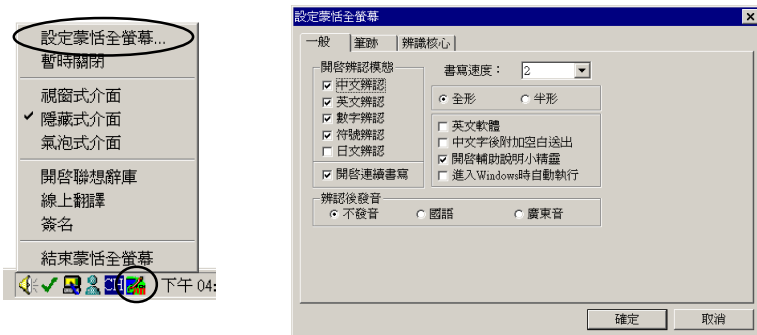 設定蒙恬全螢幕...
暫時關閉
視窗式介面
隱藏式介面
氣泡式介面
開啓聯想辭庫
線上翻譯
簽名
結束蒙恬全螢幕
CH
下午 04:
設定蒙恬全螢幕
一般 筆跡 辨識核心
開啓辨認模態
中文辨認
英文辨認
數字辨認
符號辨認
日文辨認
開啓連續書寫
書寫速度： 2
全形 半形
英文軟體
中文字後附加空白送出
開啓輔助說明小精靈
進入Windows時自動執行
辨認後發音
不發音 國語 廣東音
確定 取消